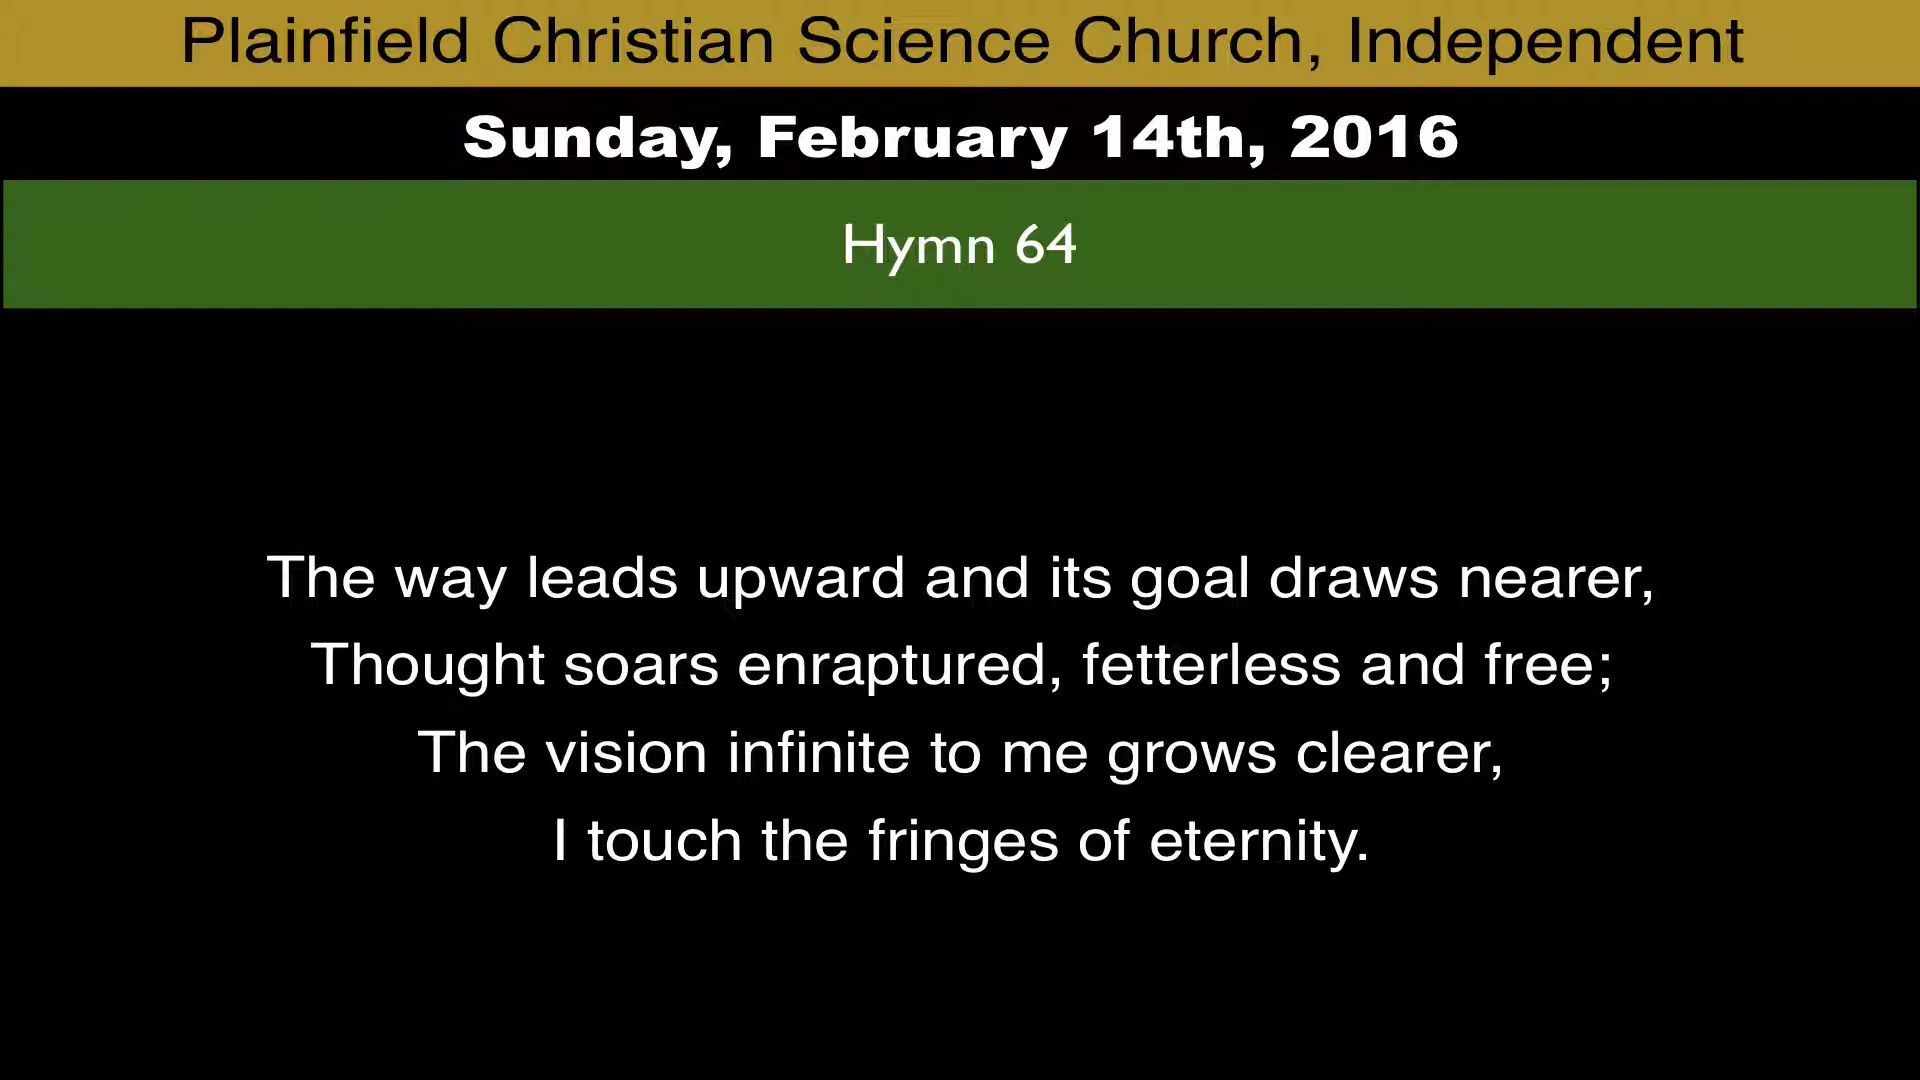 Plainfield Christian Science Church, Independent
Sunday, February 14th, 2016
Hymn 64
The way leads upward and its goal draws nearer,
Thought soars enraptured, fetterless and free;
The vision infinite to me grows clearer,
I touch the fringes of eternity.